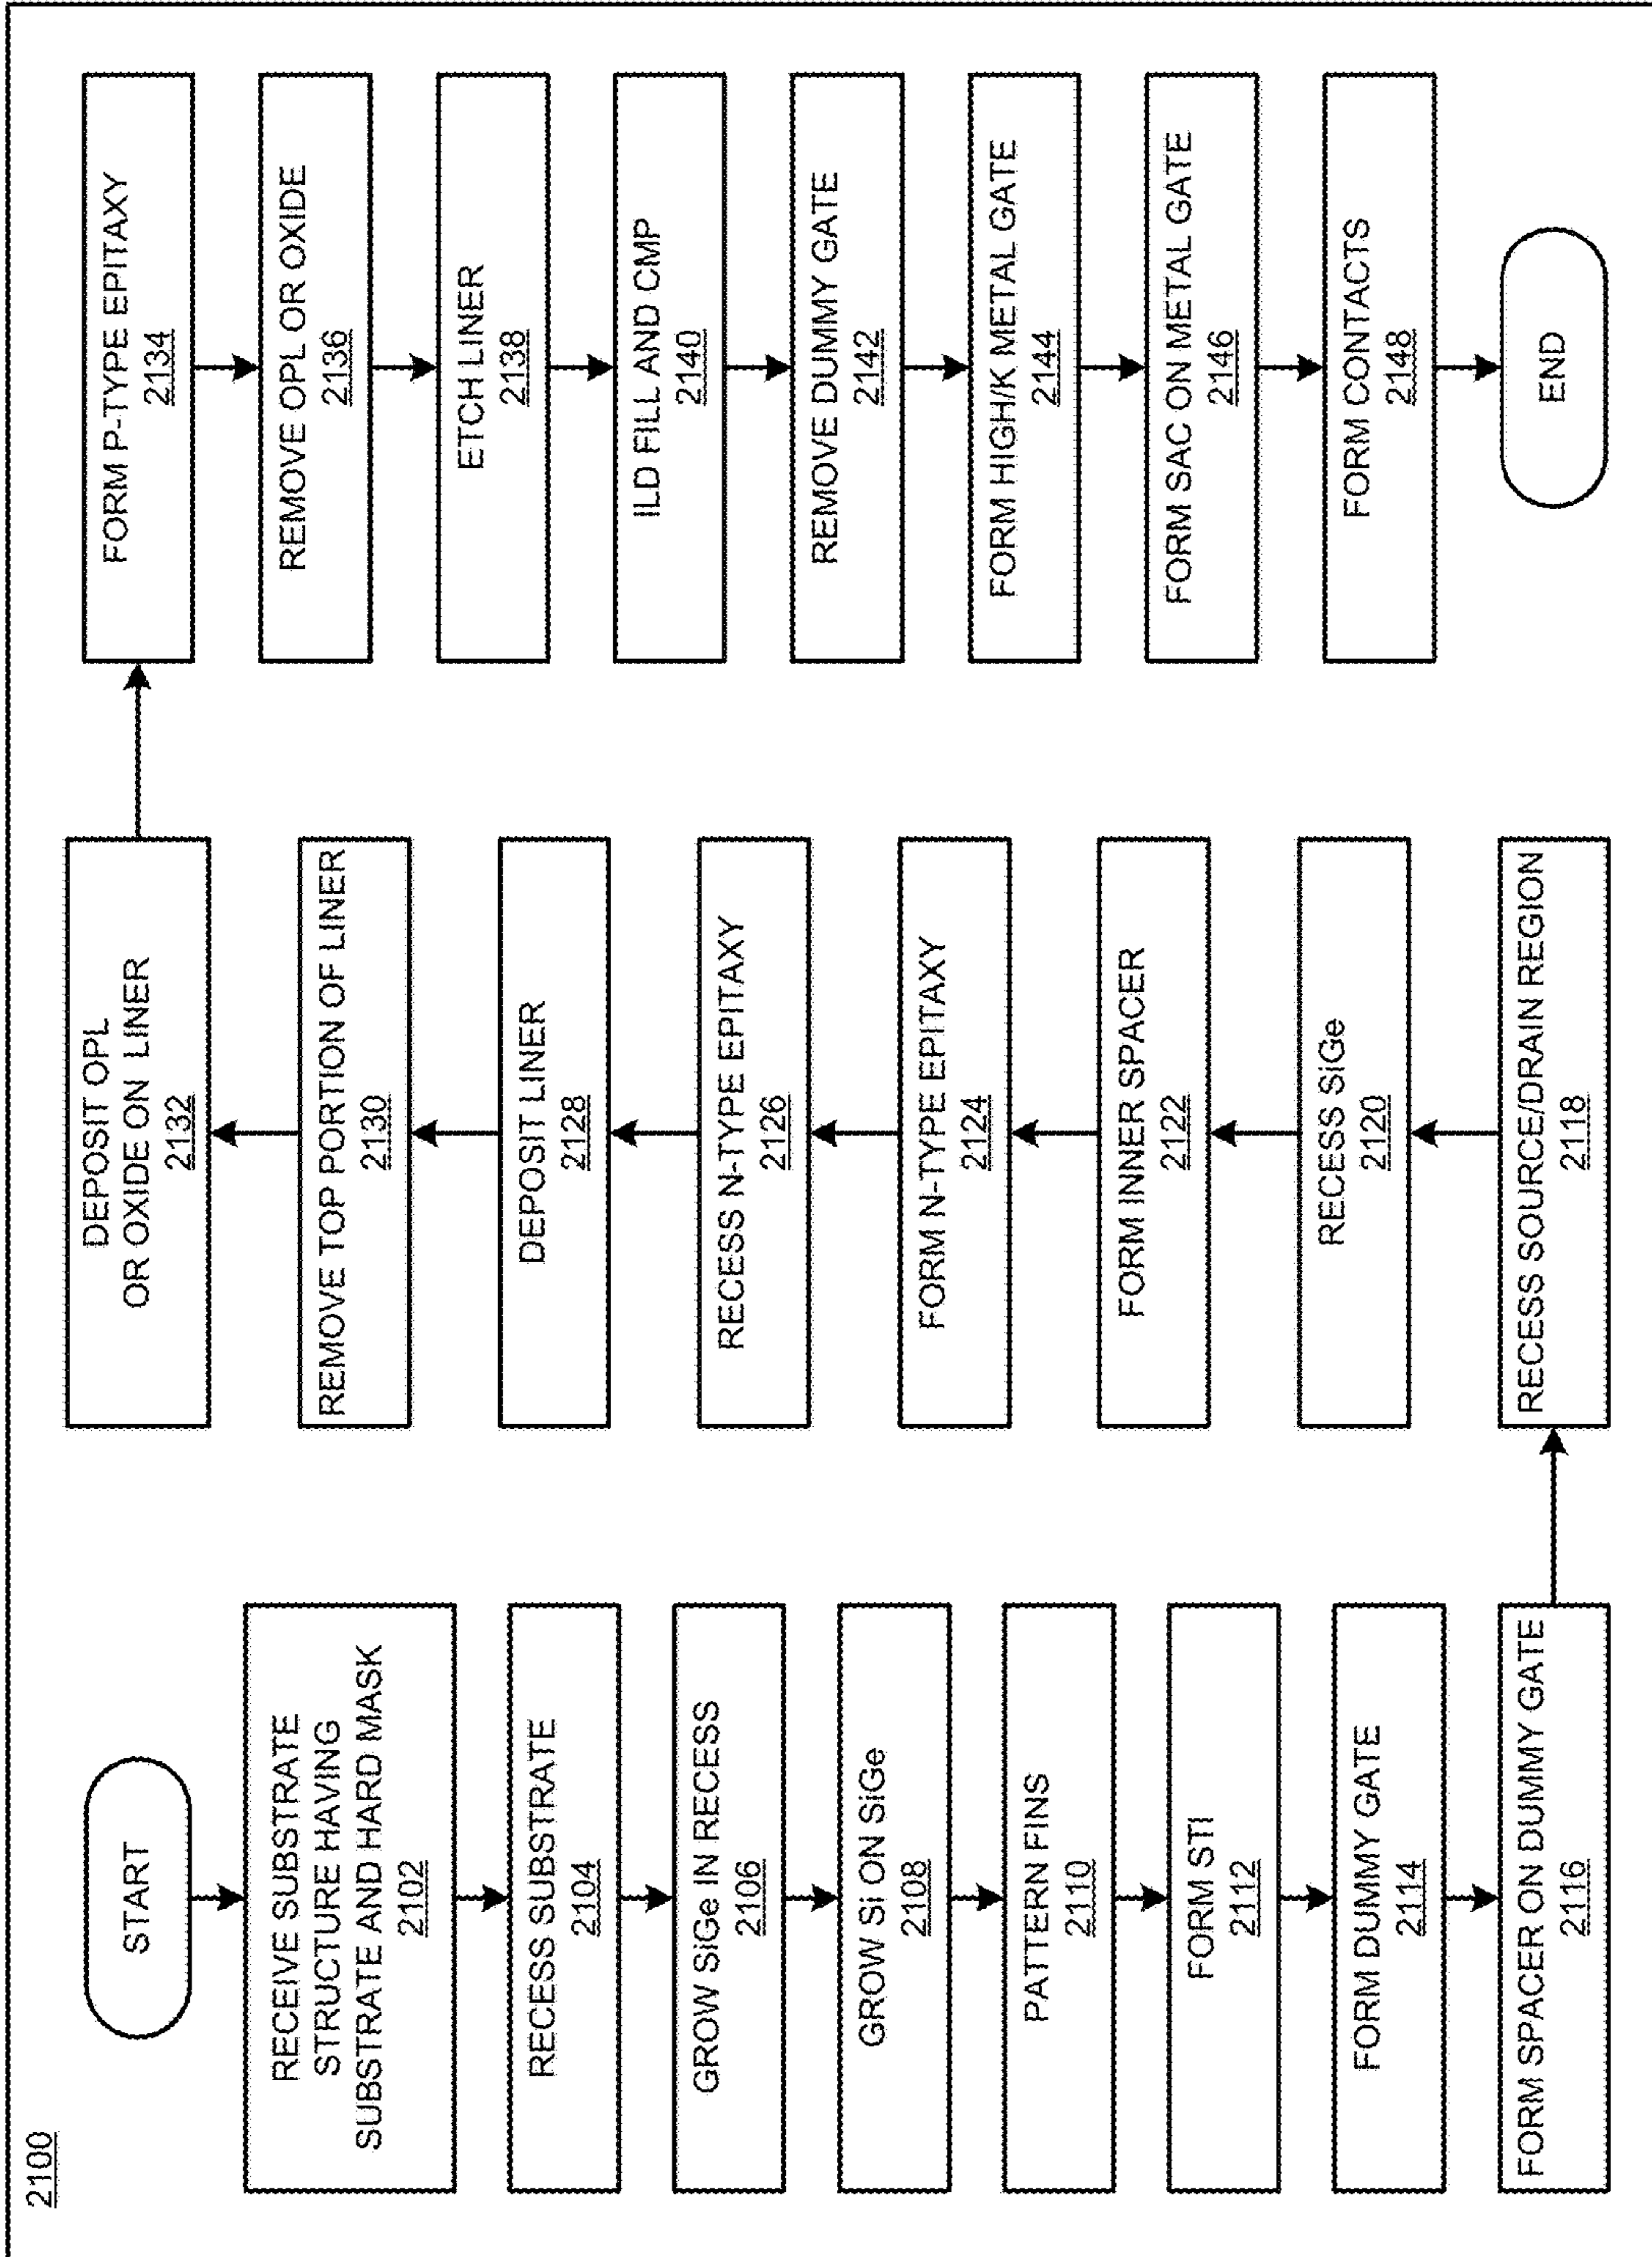 2100
START
RECEIVE SUBSTRATE
STRUCTURE HAVING
SUBSTRATE AND HARD MASK
2102
RECESS SUBSTRATE
2104
GROW SiGe IN RECESS
2106
GROW Si ON SiGe
2108
PATTERN FINS
2110
FORM STI
2112
FORM DUMMY GATE
2114
FORM SPACER ON DUMMY GATE
2116
RECESS SOURCE/DRAIN REGION
2118
RECESS SiGe
2120
FORM INNER SPACER
2122
FORM N-TYPE EPITAXY
2124
RECESS N-TYPE EPITAXY
2126
DEPOSIT LINER
2128
REMOVE TOP PORTION OF LINER
2130
DEPOSIT OPL
OR OXIDE ON LINER
2132
FORM P-TYPE EPITAXY
2134
REMOVE OPL OR OXIDE
2136
ETCH LINER
2138
ILD FILL AND CMP
2140
REMOVE DUMMY GATE
2142
FORM HIGH/K METAL GATE
2144
FORM SAC ON METAL GATE
2146
FORM CONTACTS
2148
END